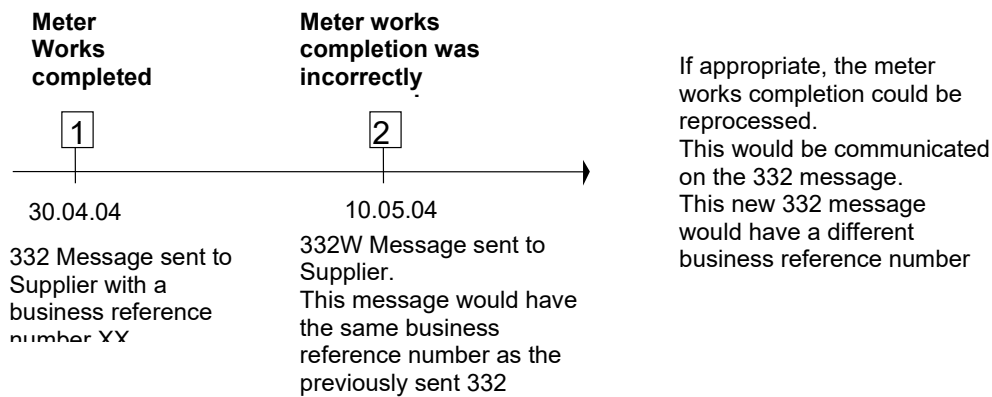 Meter
Works
completed
Meter works
completion was
incorrectly
1
2
30.04.04
10.05.04
332 Message sent to
Supplier with a
business reference
number XX
332W Message sent to
Supplier.
This message would have
the same business
reference number as the
previously sent 332
If appropriate, the meter
works completion could be
reprocessed.
This would be communicated
on the 332 message.
This new 332 message
would have a different
business reference number